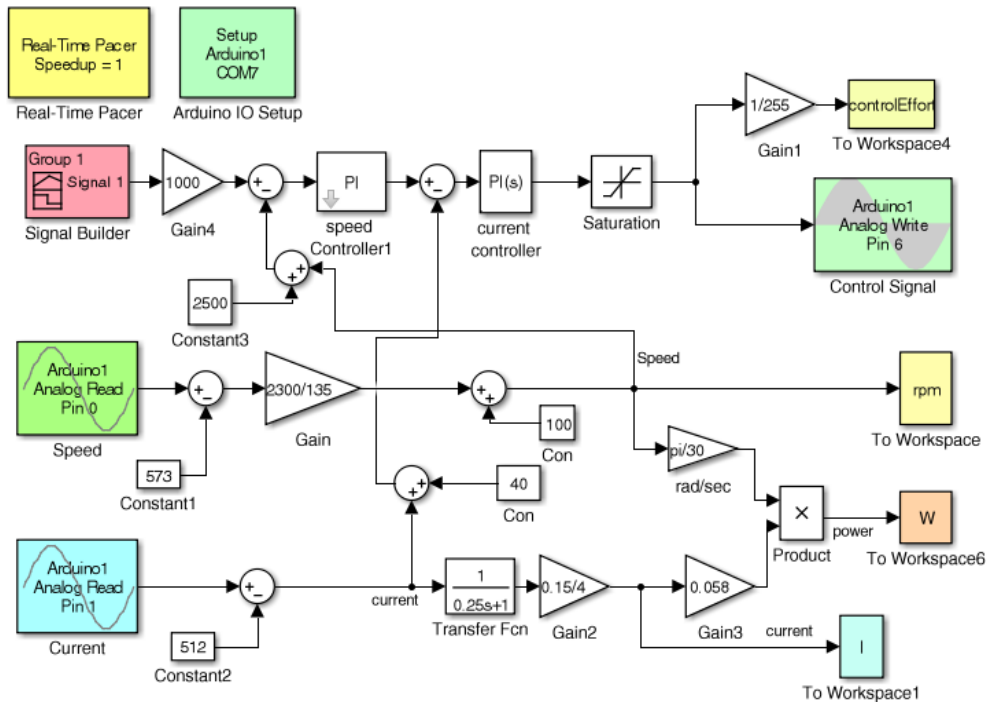 Real-Time Pacer
Speedup = 1
Real-Time Pacer
Setup
Arduino1
COM7
Arduino IO Setup
1/255
Gain1
controlEffort
To Workspace4
Group 1
Signal 1
Signal Builder
1000
Gain4
+
−
PI
speed
Controller1
+
−
PI(s)
current
controller
Saturation
Arduino1
Analog Write
Pin 6
Control Signal
+
+
2500
Constant3
Speed
Arduino1
Analog Read
Pin 0
Speed
+
−
573
Constant1
2300/135
Gain
+
+
100
Con
rpm
To Workspace
pi/30
rad/sec
+
+
40
Con
×
Product
power
W
To Workspace6
Arduino1
Analog Read
Pin 1
Current
+
−
512
Constant2
current
1
0.25s+1
Transfer Fcn
0.15/4
Gain2
0.058
Gain3
current
I
To Workspace1